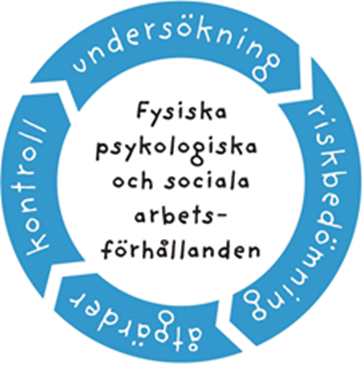 undersökning
riskbedömning
åtgärder
kontroll
Fysiska
psykologiska
och sociala
arbets-
förhållanden